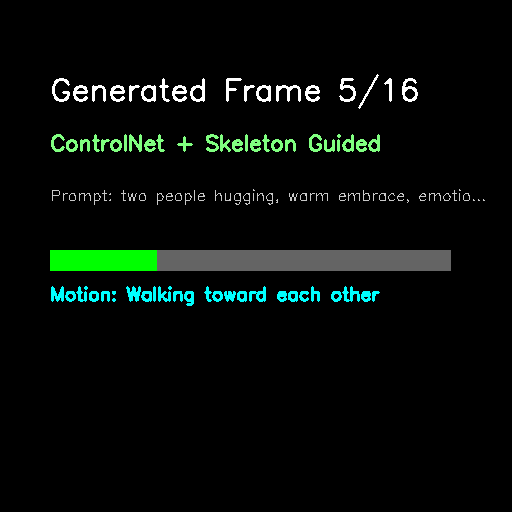 Generated Frame 5/16
ControlNet + Skeleton Guided
Prompt: two people hugging, warm embrace, emotio...
Motion: Walking toward each other